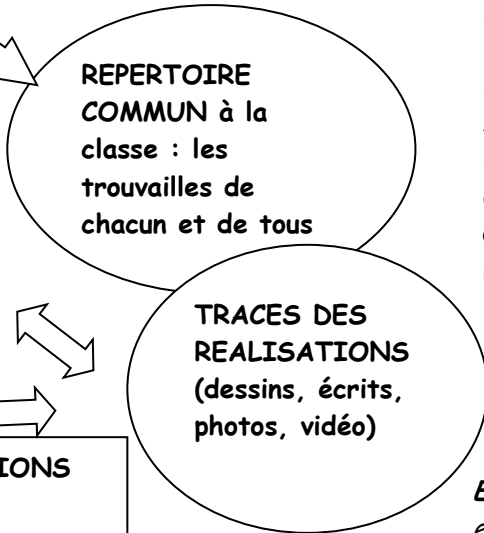 REPERTOIRE
COMMUN à la
classe : les
trouvailles de
chacun et de tous
TRACES DES
REALISATIONS
(dessins, écrits,
photos, vidéo)
IONS